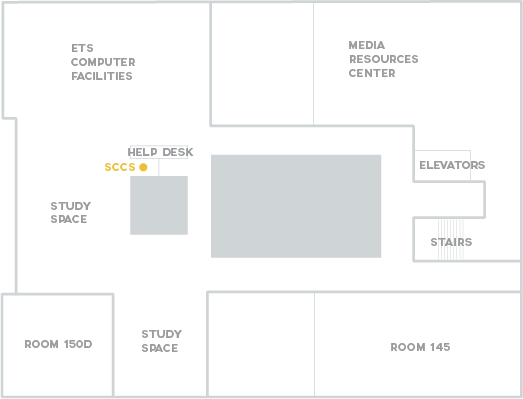 ETS
COMPUTER
FACILITIES
MEDIA
RESOURCES
CENTER
HELP DESK
SCCS
ELEVATORS
STUDY
SPACE
STAIRS
ROOM 150D
STUDY
SPACE
ROOM 145